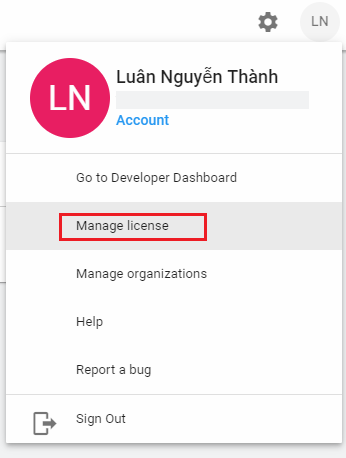 LN
LN
Luân Nguyễn Thành
Account
Go to Developer Dashboard
Manage license
Manage organizations
Help
Report a bug
Sign Out